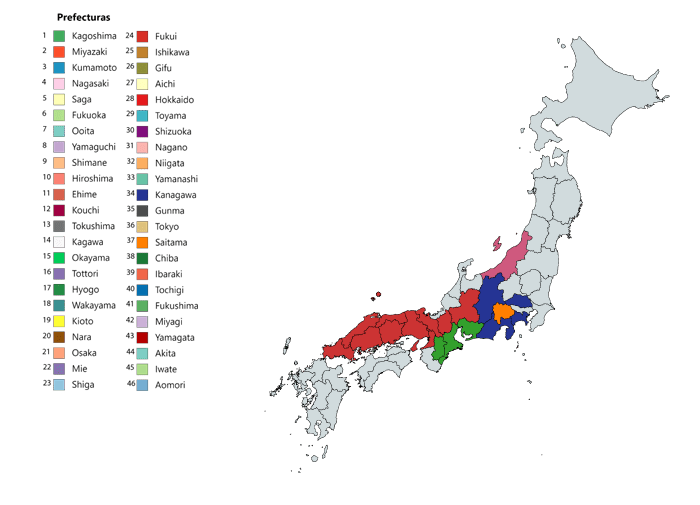 Prefecturas
1 Kagoshima
2 Miyazaki
3 Kumamoto
4 Nagasaki
5 Saga
6 Fukuoka
7 Ooita
8 Yamaguchi
9 Shimane
10 Hiroshima
11 Ehime
12 Kouchi
13 Tokushima
14 Kagawa
15 Okayama
16 Tottori
17 Hyogo
18 Wakayama
19 Kioto
20 Nara
21 Osaka
22 Mie
23 Shiga
24 Fukui
25 Ishikawa
26 Gifu
27 Aichi
28 Hokkaido
29 Toyama
30 Shizuoka
31 Nagano
32 Niigata
33 Yamanashi
34 Kanagawa
35 Gunma
36 Tokyo
37 Saitama
38 Chiba
39 Ibaraki
40 Tochigi
41 Fukushima
42 Miyagi
43 Yamagata
44 Akita
45 Iwate
46 Aomori